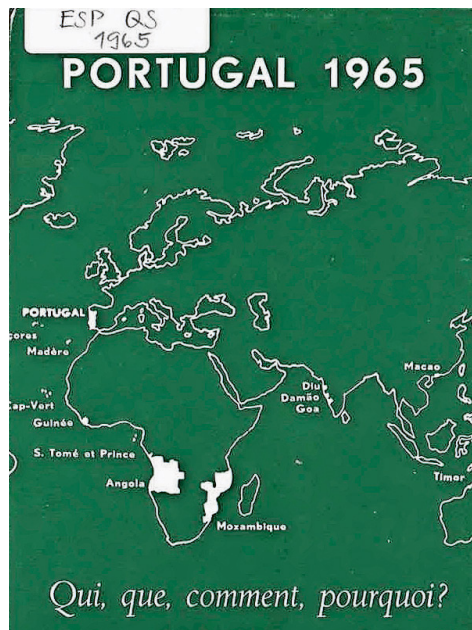 ESP QS
1965
PORTUGAL 1965
PORTUGAL
çores
Madère
Cap-Vert
Guinée
S. Tomé et Prince
Angola
Mozambique
Diu
Damão
Goa
Macao
Timor
Qui, que, comment, pourquoi?